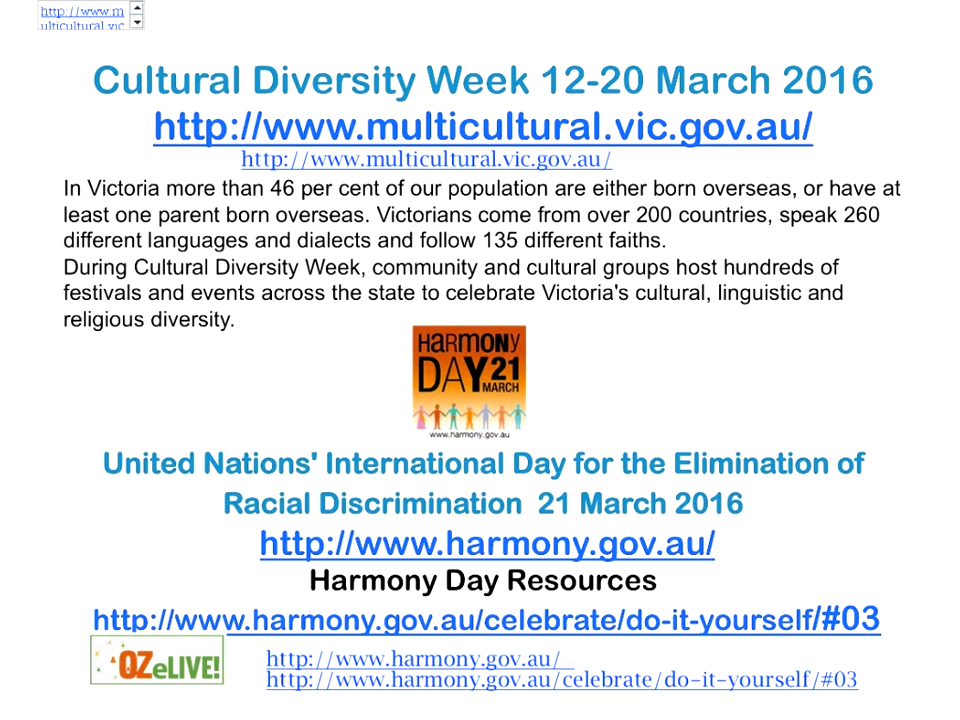 http://www.m
ulticultural.vic
Cultural Diversity Week 12-20 March 2016
http://www.multicultural.vic.gov.au/
http://www.multicultural.vic.gov.au/
In Victoria more than 46 per cent of our population are either born overseas, or have at
least one parent born overseas. Victorians come from over 200 countries, speak 260
different languages and dialects and follow 135 different faiths.
During Cultural Diversity Week, community and cultural groups host hundreds of
festivals and events across the state to celebrate Victoria's cultural, linguistic and
religious diversity.
HARMONY
DAY 21
MARCH
www.harmony.gov.au
United Nations' International Day for the Elimination of
Racial Discrimination 21 March 2016
http://www.harmony.gov.au/
Harmony Day Resources
http://www.harmony.gov.au/celebrate/do-it-yourself/#03
OZeLIVE!
http://www.harmony.gov.au/
http://www.harmony.gov.au/celebrate/do-it-yourself/#03